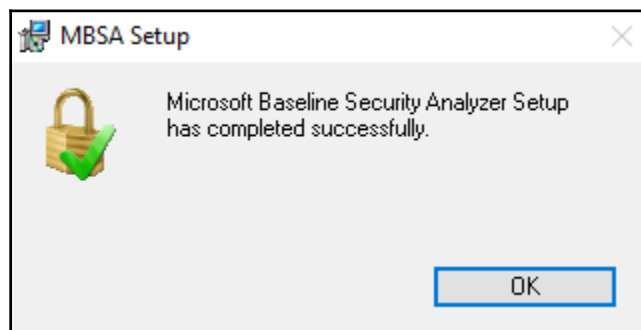 MBSA Setup
Microsoft Baseline Security Analyzer Setup
has completed successfully.
OK